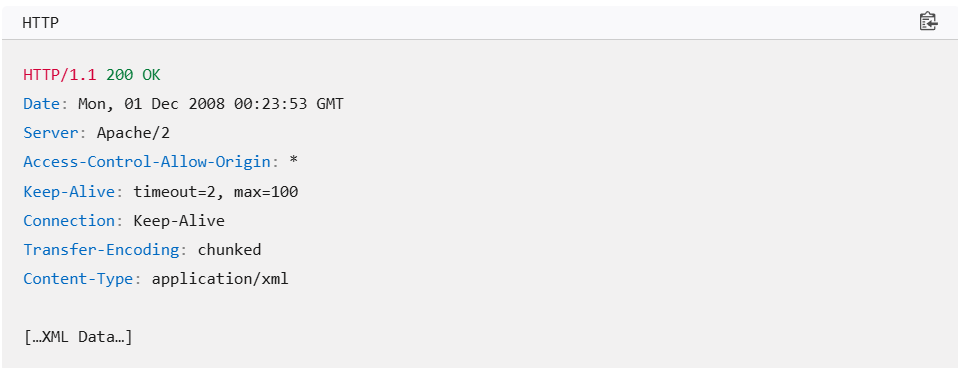 HTTP
HTTP/1.1 200 OK
Date: Mon, 01 Dec 2008 00:23:53 GMT
Server: Apache/2
Access-Control-Allow-Origin: *
Keep-Alive: timeout=2, max=100
Connection: Keep-Alive
Transfer-Encoding: chunked
Content-Type: application/xml

[…XML Data…]